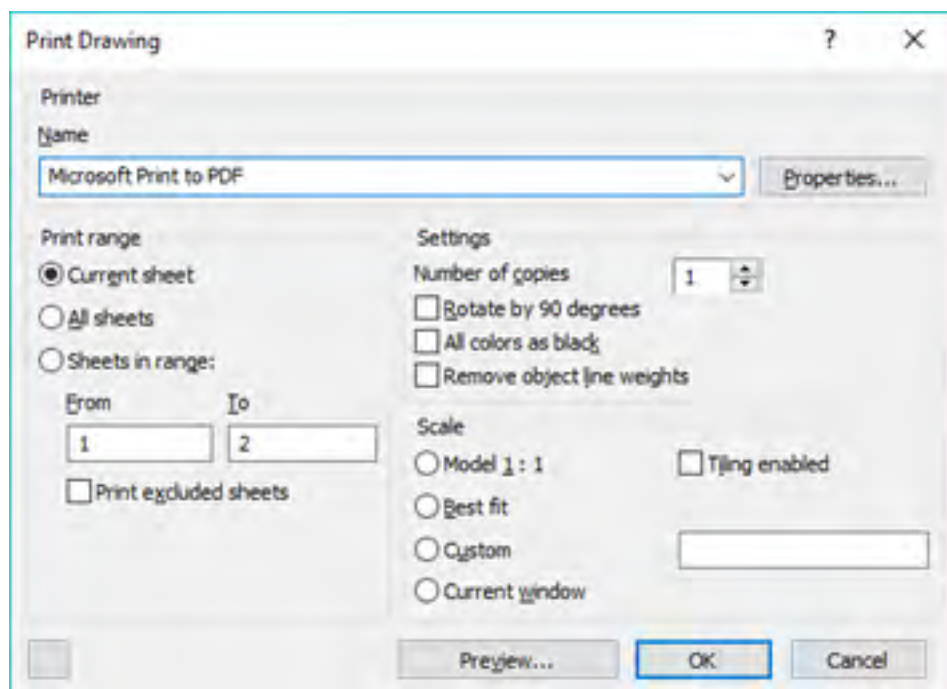 Print Drawing ?
Printer
Name
Microsoft Print to PDF Properties...
Print range
Current sheet
All sheets
Sheets in range:
From To
1 2
Print excluded sheets
Settings
Number of copies 1
Rotate by 90 degrees
All colors as black
Remove object line weights
Scale
Model 1 : 1 Tiling enabled
Best fit
Custom
Current window
Preview... OK Cancel